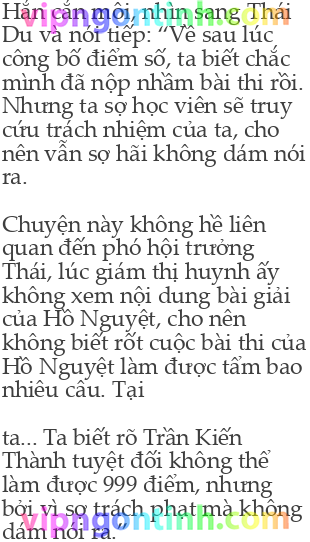 Hắn cắn môi, nhìn sang Thái
Du và nói tiếp: “Về sau lúc
công bố điểm số, ta biết chắc
mình đã nộp nhầm bài thi rồi.
Nhưng ta sợ học viên sẽ truy
cứu trách nhiệm của ta, cho
nên vẫn sợ hãi không dám nói
ra.
Chuyện này không hề liên
quan đến phó hội trưởng
Thái, lúc giám thị huynh ấy
không xem nội dung bài giải
của Hồ Nguyệt, cho nên
không biết rốt cuộc bài thi của
Hồ Nguyệt làm được tẩm bao
nhiêu câu. Tại
ta... Ta biết rõ Trần Kiến
Thành tuyệt đối không thể
làm được 999 điểm, nhưng
bởi vì sợ trách phạt mà không
dám nói ra.”
vipngontinh.com
vipngontinh.com